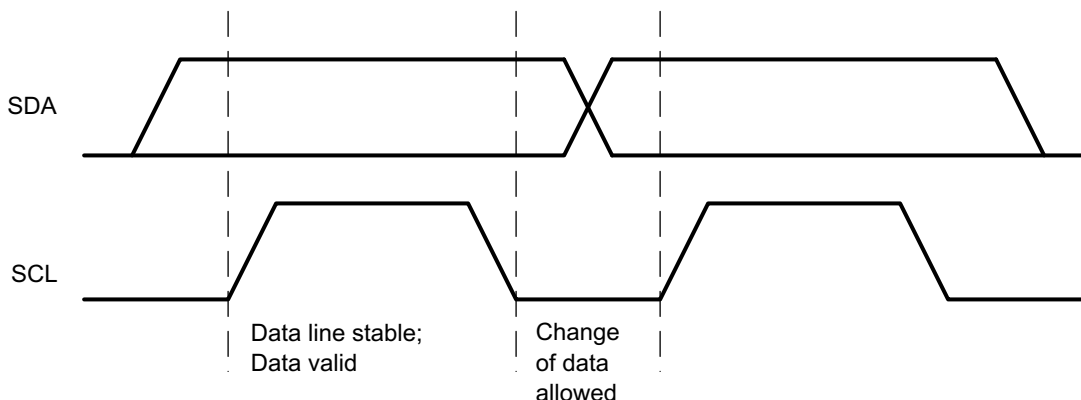 SDA
SCL
Data line stable;
Data valid
Change
of data
allowed